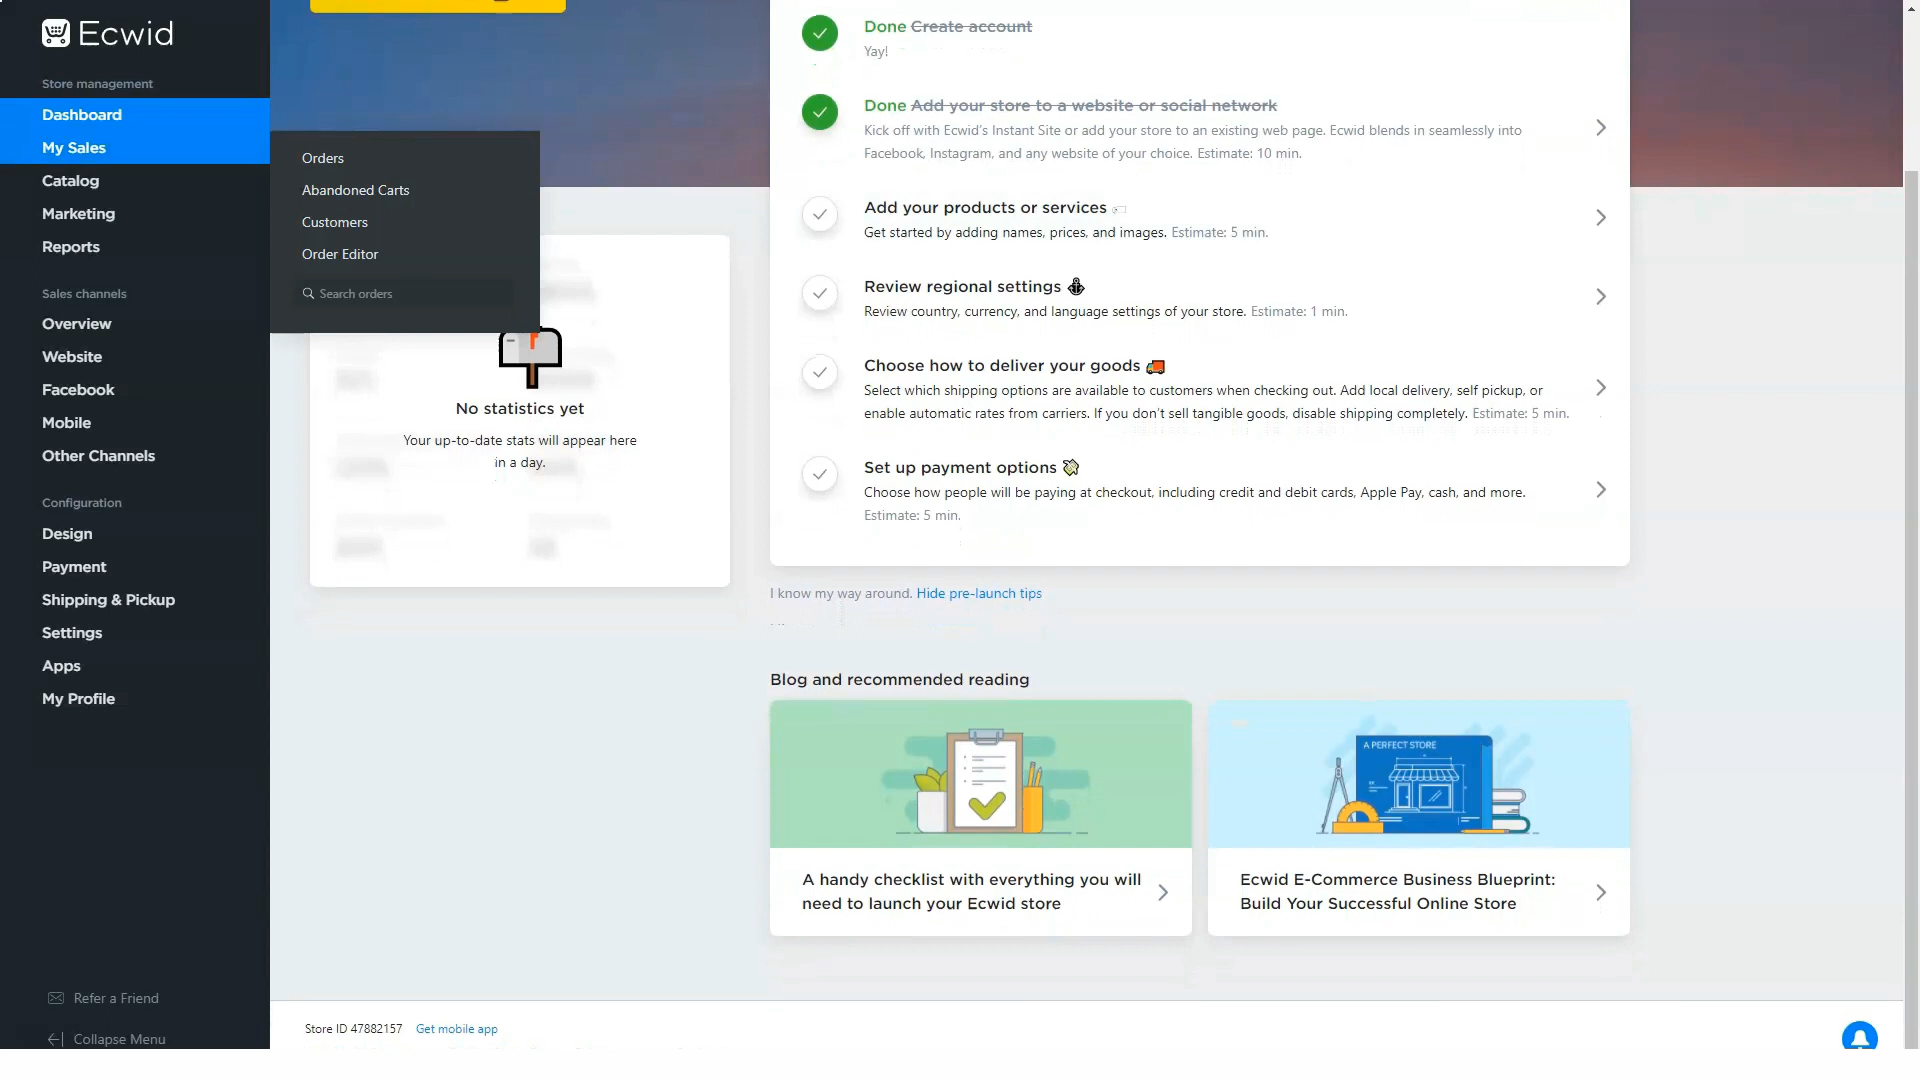 Ecwid
Store management
Dashboard
My Sales
Catalog
Marketing
Reports
Sales channels
Overview
Website
Facebook
Mobile
Other Channels
Configuration
Design
Payment
Shipping & Pickup
Settings
Apps
My Profile
Refer a Friend
Collapse Menu
Orders
Abandoned Carts
Customers
Order Editor
Search orders
No statistics yet
Your up-to-date stats will appear here
in a day.
Done Create account
Yay!
Done Add your store to a website or social network
Kick off with Ecwid's Instant Site or add your store to an existing web page. Ecwid blends in seamlessly into
Facebook, Instagram, and any website of your choice. Estimate: 10 min.
Add your products or services
Get started by adding names, prices, and images. Estimate: 5 min.
Review regional settings
Review country, currency, and language settings of your store. Estimate: 1 min.
Choose how to deliver your goods
Select which shipping options are available to customers when checking out. Add local delivery, self pickup, or
enable automatic rates from carriers. If you don't sell tangible goods, disable shipping completely. Estimate: 5 min.
Set up payment options
Choose how people will be paying at checkout, including credit and debit cards, Apple Pay, cash, and more.
Estimate: 5 min.
I know my way around. Hide pre-launch tips
Blog and recommended reading
A PERFECT STORE
A handy checklist with everything you will
need to launch your Ecwid store
Ecwid E-Commerce Business Blueprint:
Build Your Successful Online Store
Store ID 47882157 Get mobile app